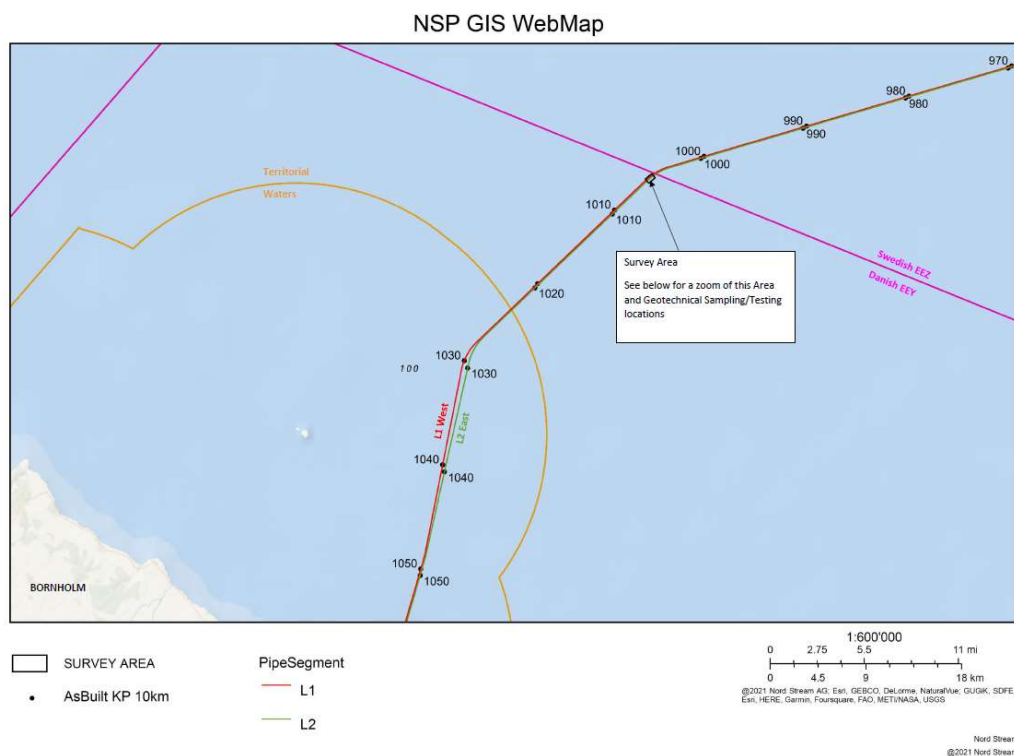 NSP GIS WebMap
970
980
980
990
990
1000
1000
1010
1010
Territorial
Waters
Survey Area
See below for a zoom of this Area
and Geotechnical Sampling/Testing
locations
Swedish EEZ
Danish EEY
1020
1030
1030
100
L1 West
L2 East
1040
1040
1050
1050
BORNHOLM
SURVEY AREA
AsBuilt KP 10km
PipeSegment
L1
L2
1:600'000
0 2.75 5.5 11 mi
0 4.5 9 18 km
@2021 Nord Stream AG; Esri, GEBCO, DeLorme, NaturalVue; GUGiK, SDFE
Esri, HERE, Garmin, Foursquare, FAO, METI/NASA, USGS
Nord Stream
@2021 Nord Stream